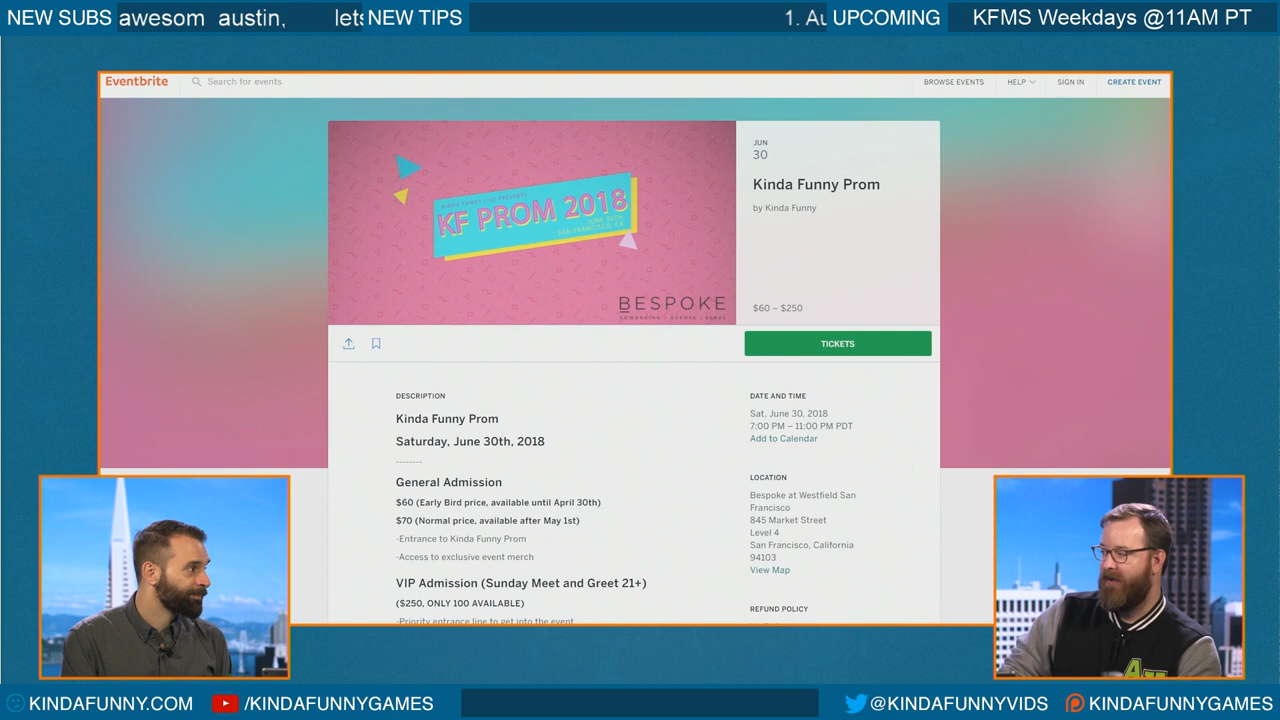 NEW SUBS
awesom austin,
lets
NEW TIPS
1. Au
UPCOMING
KFMS Weekdays @11AM PT
Eventbrite
Search for events
BROWSE EVENTS
HELP
SIGN IN
CREATE EVENT
KINDA FUNNY LIVE PRESENTS
KF PROM 2018
JUNE 30TH
SAN FRANCISCO, CA
BESPOKE
COWORKING | EVENTS | DEMOS
JUN
30
Kinda Funny Prom
by Kinda Funny
$60 – $250
TICKETS
DESCRIPTION
Kinda Funny Prom
Saturday, June 30th, 2018
--------
General Admission
$60 (Early Bird price, available until April 30th)
$70 (Normal price, available after May 1st)
-Entrance to Kinda Funny Prom
-Access to exclusive event merch
VIP Admission (Sunday Meet and Greet 21+)
($250, ONLY 100 AVAILABLE)
-Priority entrance line to get into the event
DATE AND TIME
Sat, June 30, 2018
7:00 PM – 11:00 PM PDT
Add to Calendar
LOCATION
Bespoke at Westfield San
Francisco
845 Market Street
Level 4
San Francisco, California
94103
View Map
REFUND POLICY
KINDAFUNNY.COM
/KINDAFUNNYGAMES
@KINDAFUNNYVIDS
KINDAFUNNYGAMES